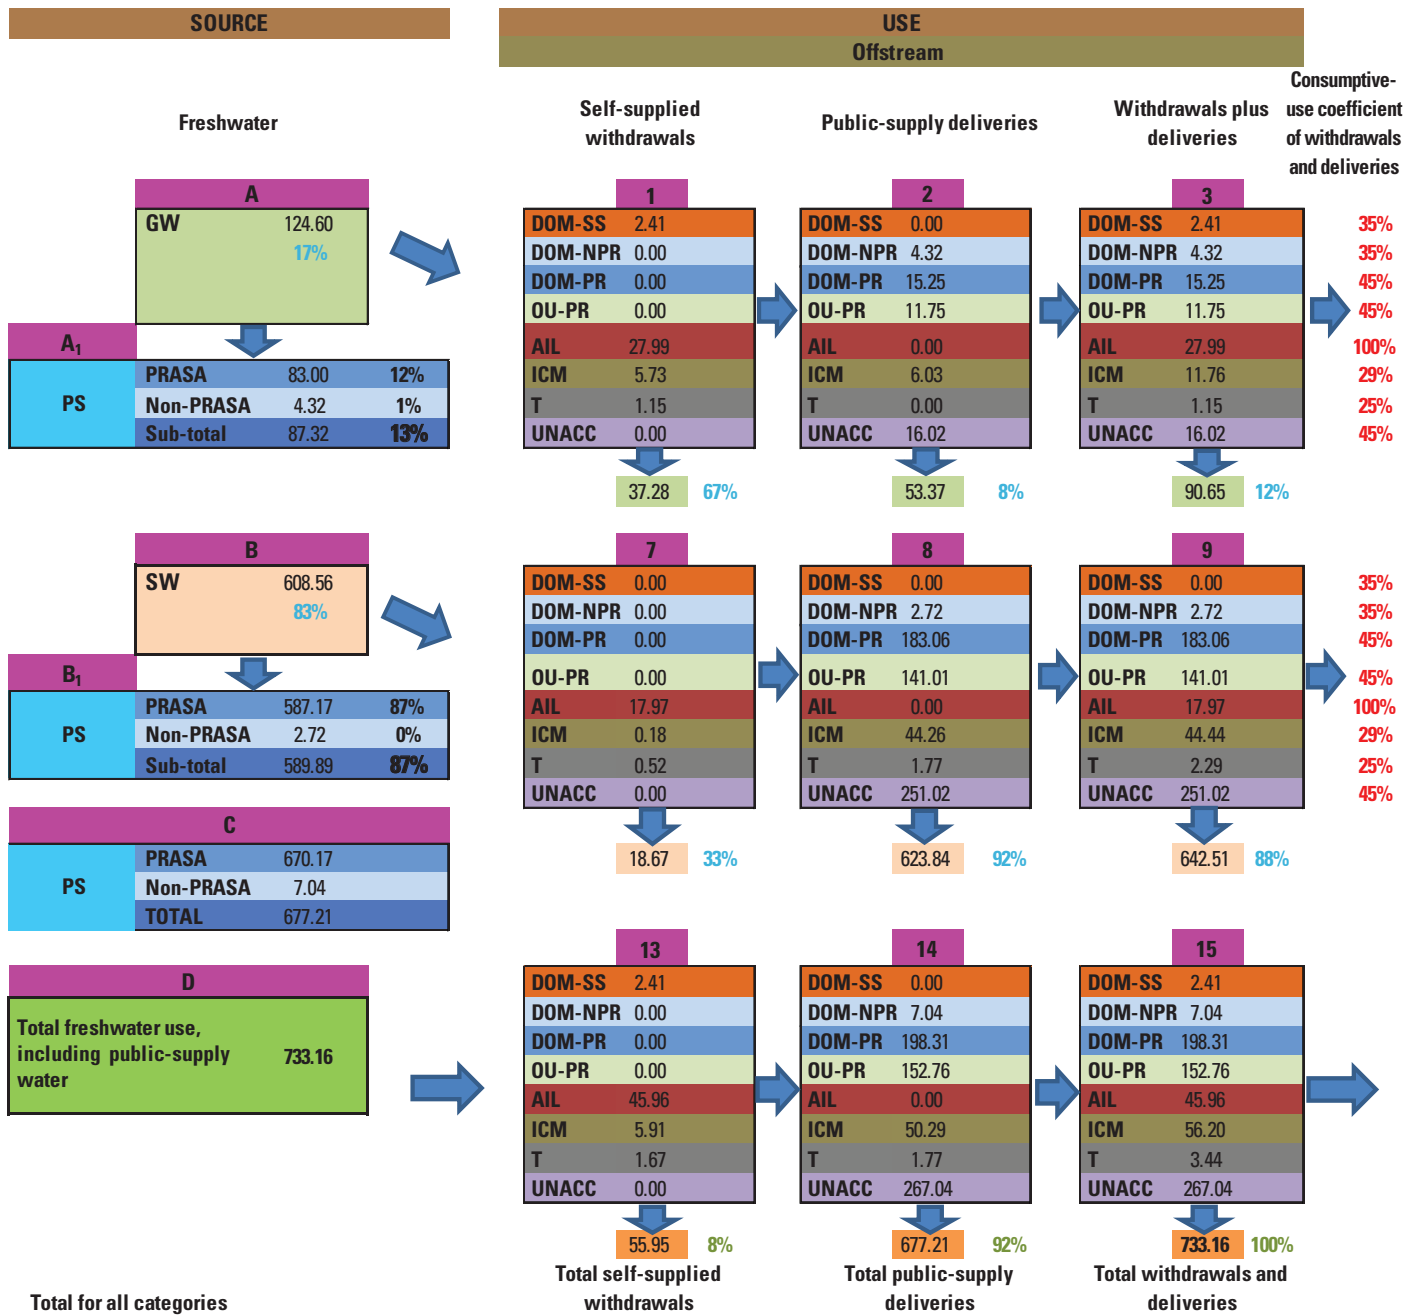 SOURCE
USE
Offstream
Freshwater
Self-supplied
withdrawals
Public-supply deliveries
Withdrawals plus
deliveries
Consumptive-
use coefficient
of withdrawals
and deliveries
A
GW 124.60
17%
A1
PS
PRASA 83.00 12%
Non-PRASA 4.32 1%
Sub-total 87.32 13%
1
DOM-SS 2.41
DOM-NPR 0.00
DOM-PR 0.00
OU-PR 0.00
AIL 27.99
ICM 5.73
T 1.15
UNACC 0.00
37.28 67%
2
DOM-SS 0.00
DOM-NPR 4.32
DOM-PR 15.25
OU-PR 11.75
AIL 0.00
ICM 6.03
T 0.00
UNACC 16.02
53.37 8%
3
DOM-SS 2.41
DOM-NPR 4.32
DOM-PR 15.25
OU-PR 11.75
AIL 27.99
ICM 11.76
T 1.15
UNACC 16.02
90.65 12%
35%
35%
45%
45%
100%
29%
25%
45%
B
SW 608.56
83%
B1
PS
PRASA 587.17 87%
Non-PRASA 2.72 0%
Sub-total 589.89 87%
7
DOM-SS 0.00
DOM-NPR 0.00
DOM-PR 0.00
OU-PR 0.00
AIL 17.97
ICM 0.18
T 0.52
UNACC 0.00
18.67 33%
8
DOM-SS 0.00
DOM-NPR 2.72
DOM-PR 183.06
OU-PR 141.01
AIL 0.00
ICM 44.26
T 1.77
UNACC 251.02
623.84 92%
9
DOM-SS 0.00
DOM-NPR 2.72
DOM-PR 183.06
OU-PR 141.01
AIL 17.97
ICM 44.44
T 2.29
UNACC 251.02
642.51 88%
35%
35%
45%
45%
100%
29%
25%
45%
C
PS
PRASA 670.17
Non-PRASA 7.04
TOTAL 677.21
D
Total freshwater use,
including public-supply 733.16
water
13
DOM-SS 2.41
DOM-NPR 0.00
DOM-PR 0.00
OU-PR 0.00
AIL 45.96
ICM 5.91
T 1.67
UNACC 0.00
55.95 8%
Total self-supplied
withdrawals
14
DOM-SS 0.00
DOM-NPR 7.04
DOM-PR 198.31
OU-PR 152.76
AIL 0.00
ICM 50.29
T 1.77
UNACC 267.04
677.21 92%
Total public-supply
deliveries
15
DOM-SS 2.41
DOM-NPR 7.04
DOM-PR 198.31
OU-PR 152.76
AIL 45.96
ICM 56.20
T 3.44
UNACC 267.04
733.16 100%
Total withdrawals and
deliveries
Total for all categories